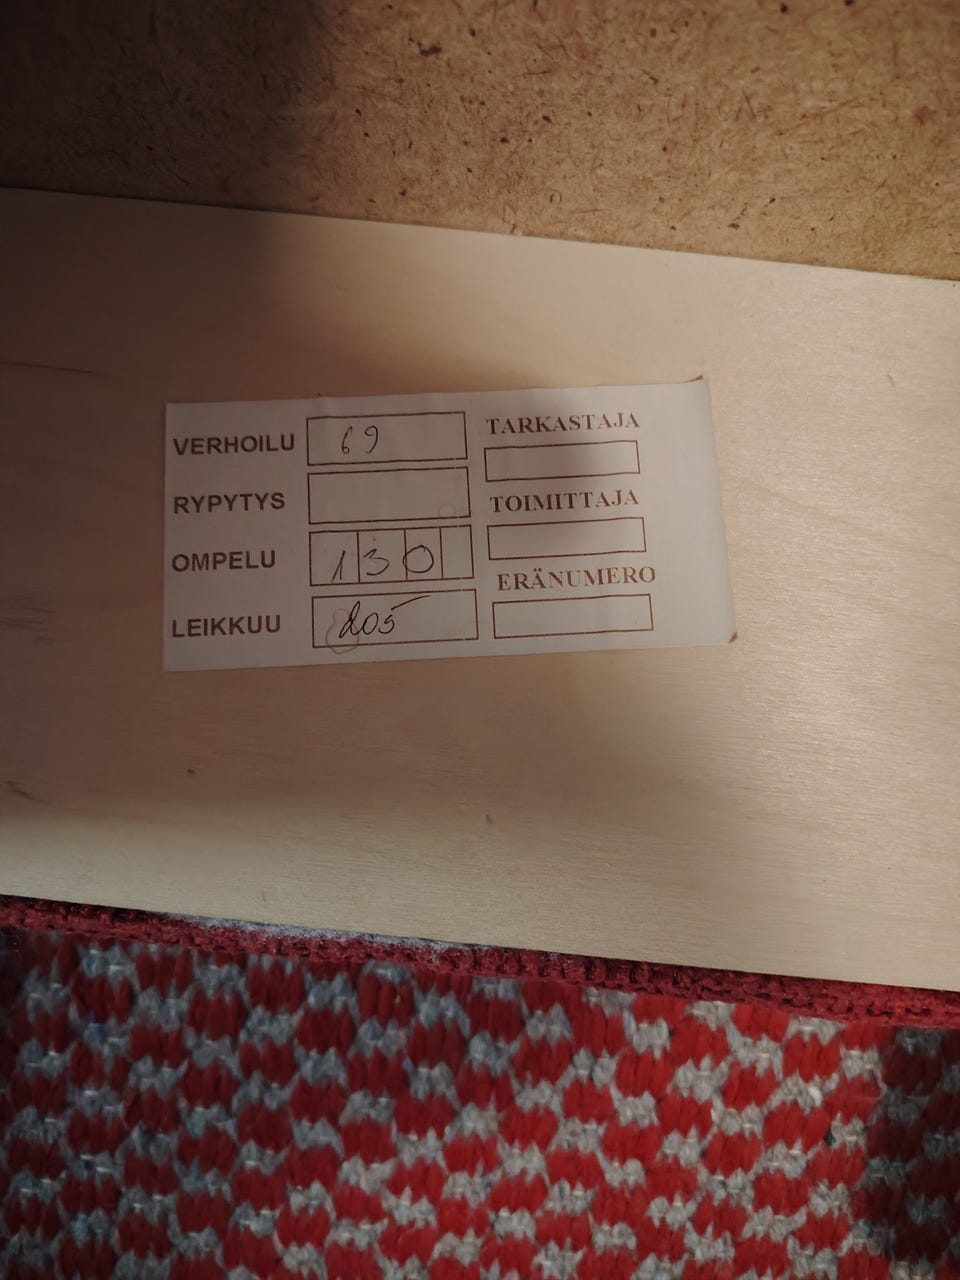 VERHOILU 69
RYPYTYS
OMPELU 130
LEIKKUU 205
TARKASTAJA
TOIMITTAJA
ERÄNUMERO